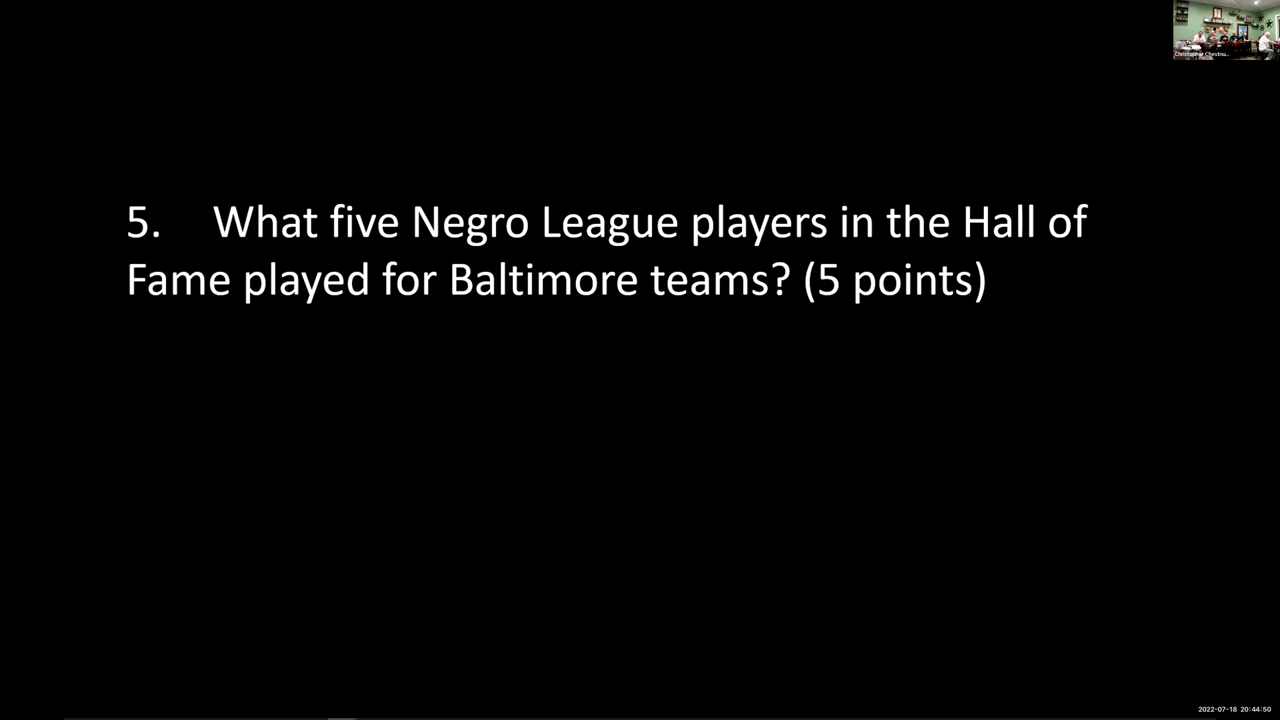 5. What five Negro League players in the Hall of
Fame played for Baltimore teams? (5 points)
2022-07-18 20:44:50